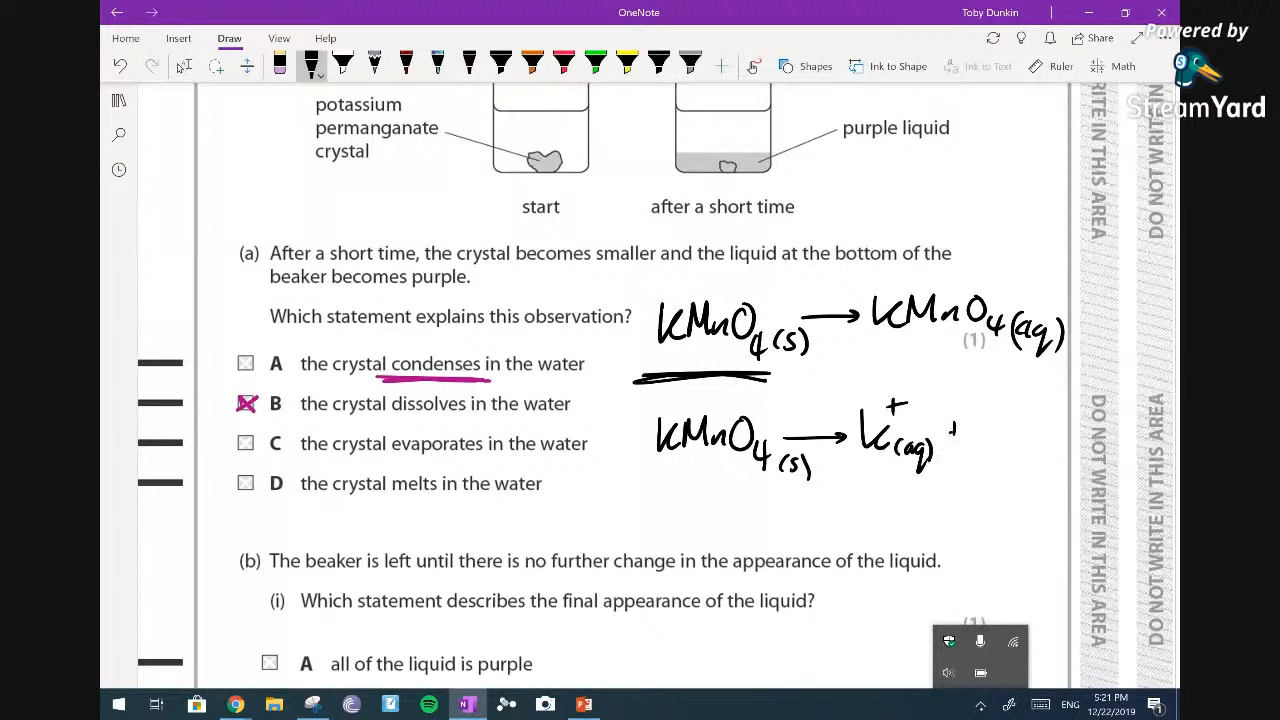 OneNote
Toby Dunkin
Powered by
StreamYard
Home Insert Draw View Help
Share
Shapes Ink to Shape Ink to Text Ruler Math
potassium
permanganate
crystal
purple liquid
start
after a short time
(a) After a short time, the crystal becomes smaller and the liquid at the bottom of the
beaker becomes purple.
Which statement explains this observation?
KMnO4(s) → KMnO4(aq)
(1)
A the crystal condenses in the water
B the crystal dissolves in the water
KMnO4(s) → K+(aq) +
C the crystal evaporates in the water
D the crystal melts in the water
(b) The beaker is left until there is no further change in the appearance of the liquid.
(i) Which statement describes the final appearance of the liquid?
(1)
A all of the liquid is purple
RITE IN THIS AREA
DO NOT WRITE IN THIS AREA
DO NOT WRITE IN
DO NOT WRITE IN THIS AREA
5:21 PM
12/22/2019